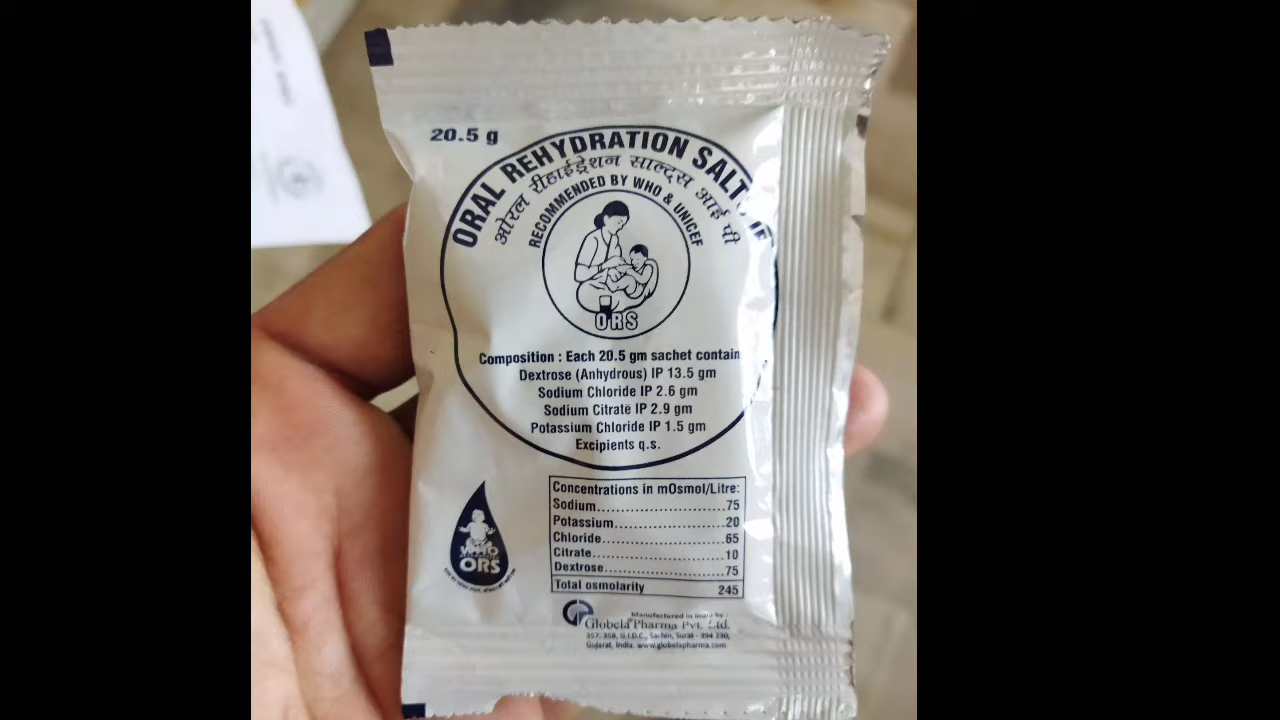 20.5 g
ORAL REHYDRATION SALT
ओरल रीहाईड्रेशन साल्ट्स आई पी
RECOMMENDED BY WHO & UNICEF
ORS
Composition : Each 20.5 gm sachet contain
Dextrose (Anhydrous) IP 13.5 gm
Sodium Chloride IP 2.6 gm
Sodium Citrate IP 2.9 gm
Potassium Chloride IP 1.5 gm
Excipients q.s.
Concentrations in mOsmol/Litre:
Sodium..........................75
Potassium......................20
Chloride.........................65
Citrate...........................10
Dextrose........................75
Total osmolarity 245
WHO
ORS
Manufactured in India by :
Globela Pharma Pvt. Ltd.
357, 358, G.I.D.C., Sachin, Surat - 394 230,
Gujarat, India. www.globelapharma.com